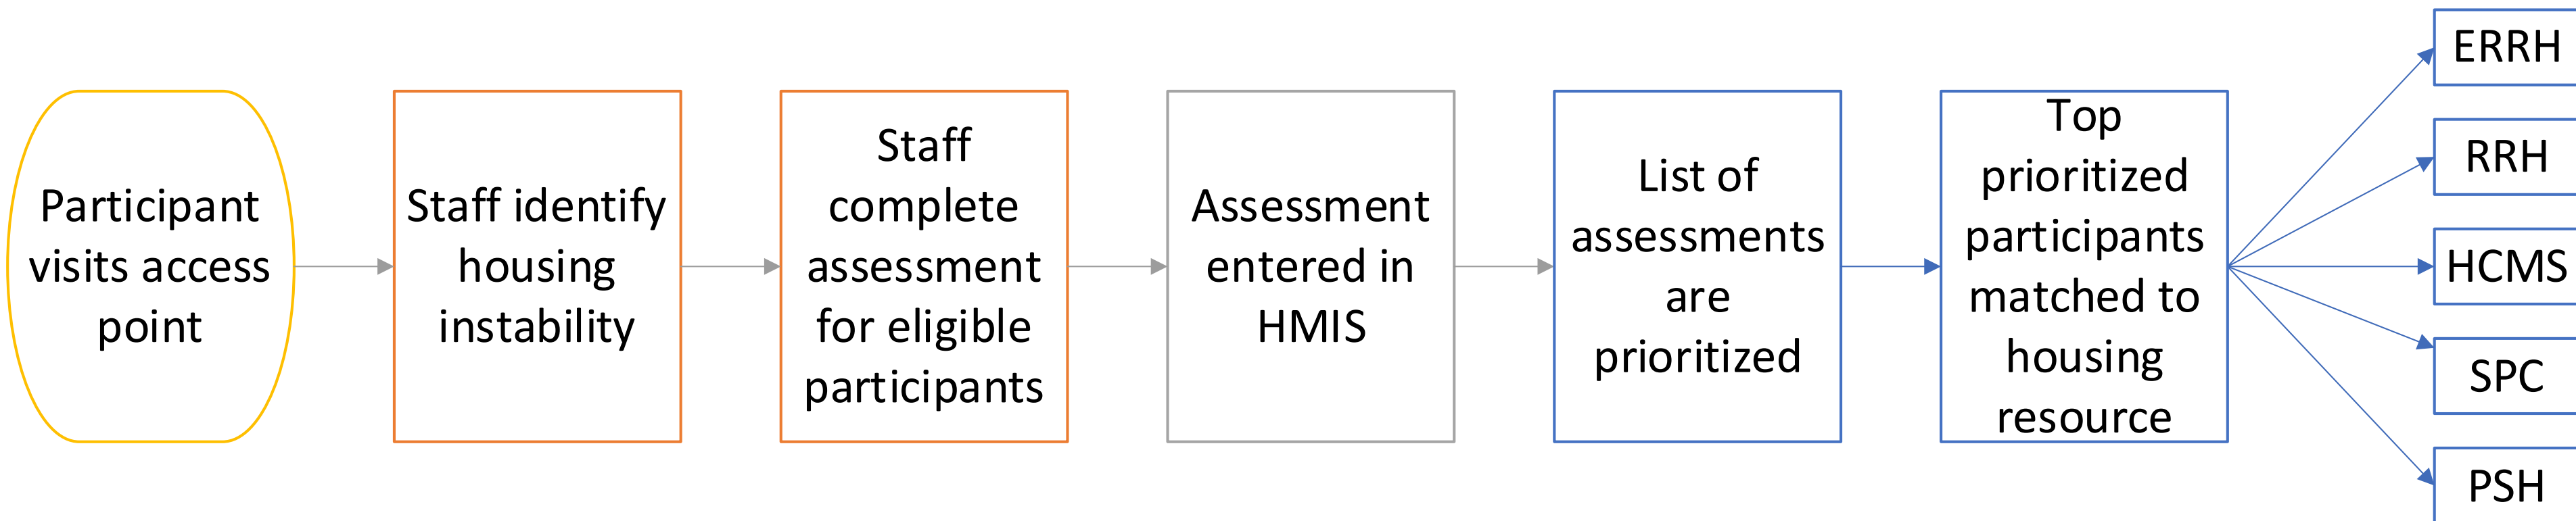 Participant
visits access
point
Staff identify
housing
instability
Staff
complete
assessment
for eligible
participants
Assessment
entered in
HMIS
List of
assessments
are
prioritized
Top
prioritized
participants
matched to
housing
resource
ERRH
RRH
HCMS
SPC
PSH